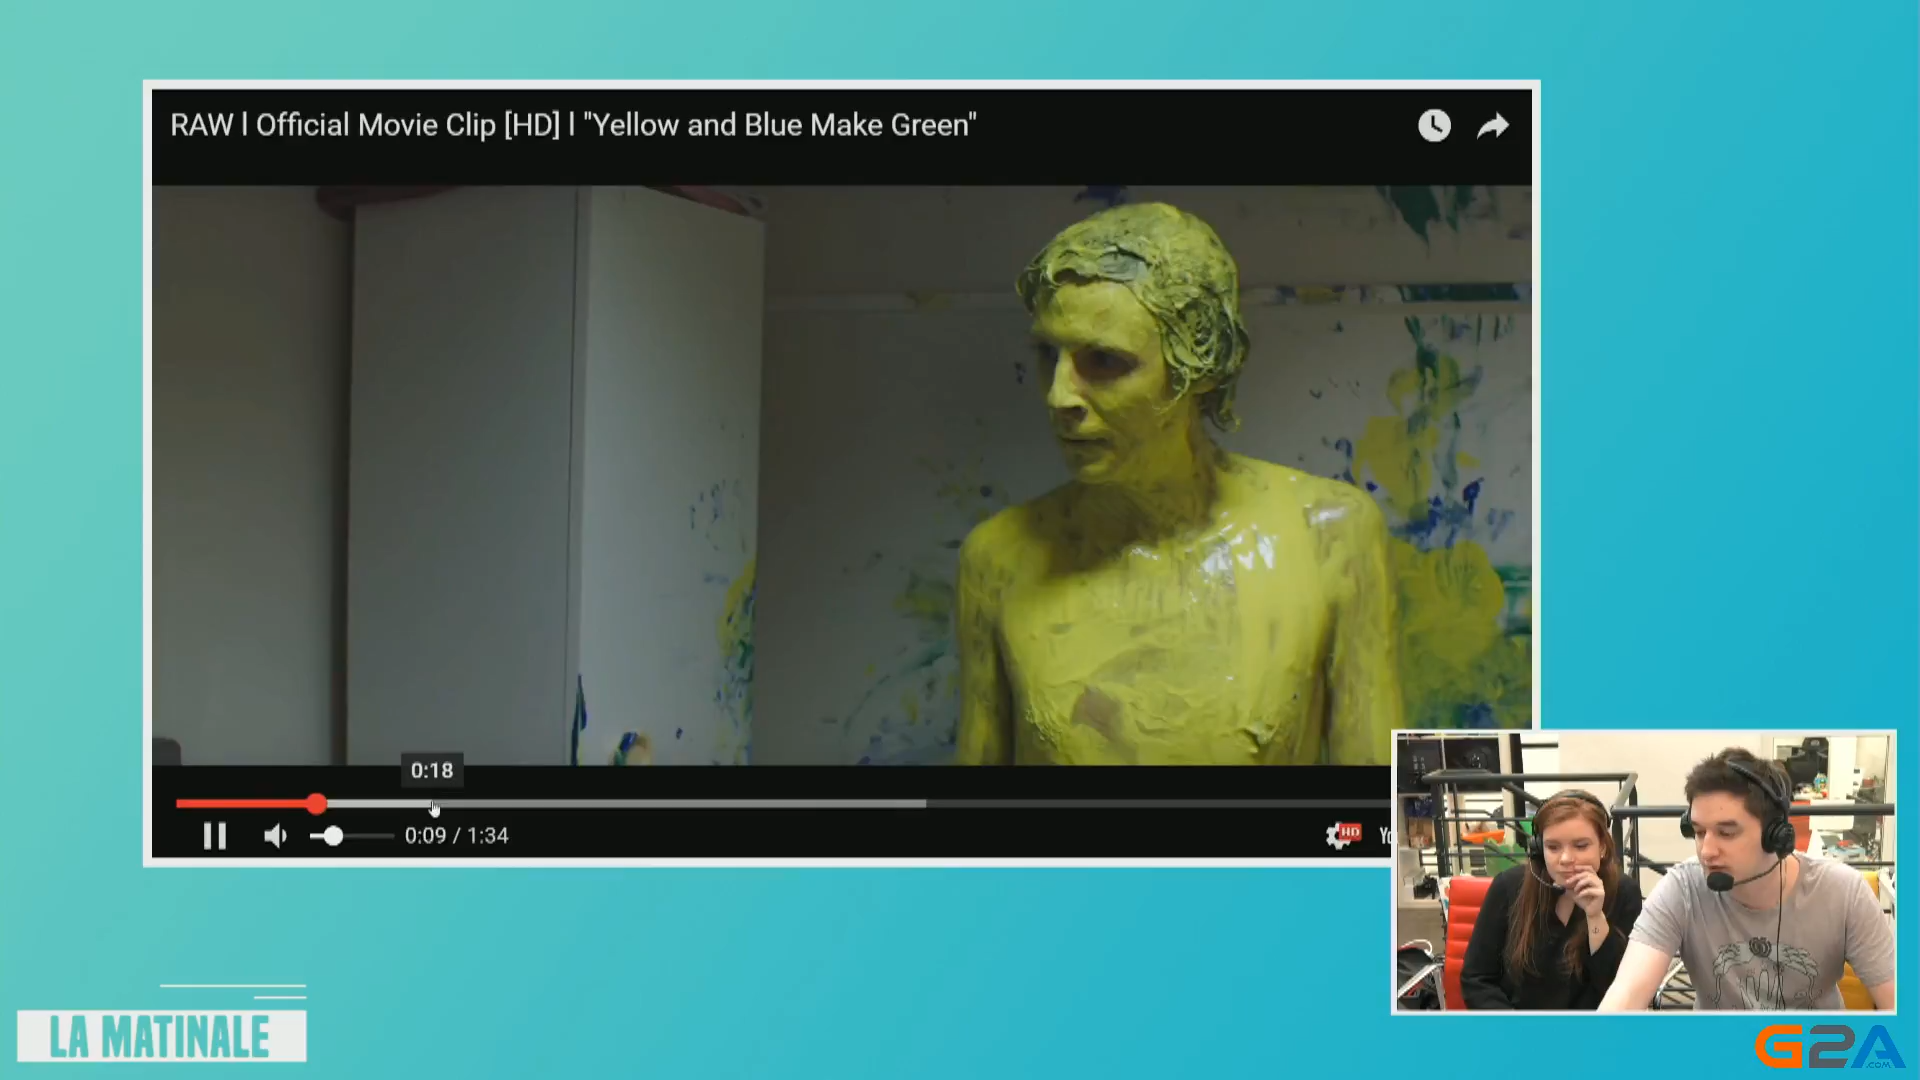 RAW l Official Movie Clip [HD] l "Yellow and Blue Make Green"
0:18
0:09 / 1:34
HD
LA MATINALE
G2A
.COM